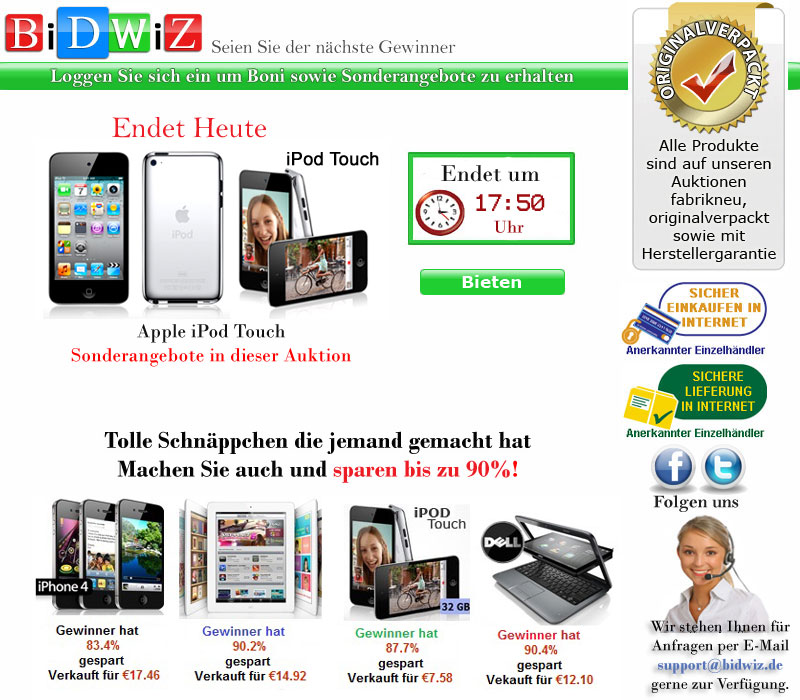 BiDWiZ
Seien Sie der nächste Gewinner
Loggen Sie sich ein um Boni sowie Sonderangebote zu erhalten
Endet Heute
iPod Touch
iPod
Endet um
17:50
Uhr
Bieten
Apple iPod Touch
Sonderangebote in dieser Auktion
Tolle Schnäppchen die jemand gemacht hat
Machen Sie auch und sparen bis zu 90%!
iPhone 4
Gewinner hat
83.4%
gespart
Verkauft für €17.46
Gewinner hat
90.2%
gespart
Verkauft für €14.92
iPOD
Touch
32 GB
Gewinner hat
87.7%
gespart
Verkauft für €7.58
DELL
Gewinner hat
90.4%
gespart
Verkauft für €12.10
ORIGINALVERPACKT
Alle Produkte
sind auf unseren
Auktionen
fabrikneu,
originalverpackt
sowie mit
Herstellergarantie
SICHER
EINKAUFEN IN
INTERNET
Anerkannter Einzelhändler
SICHERE
LIEFERUNG
IN INTERNET
Anerkannter Einzelhändler
Folgen uns
Wir stehen Ihnen für
Anfragen per E-Mail
support@bidwiz.de
gerne zur Verfügung.